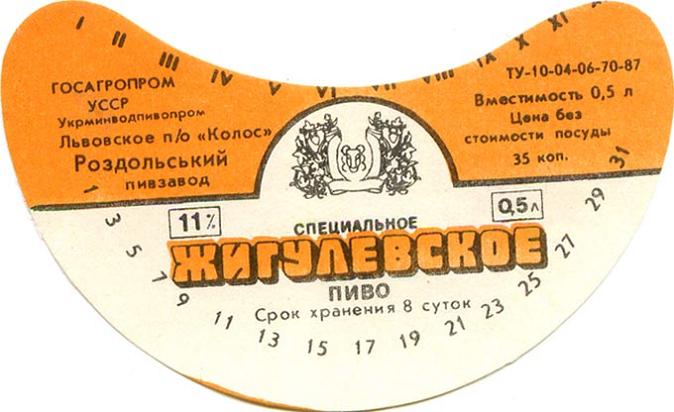 I II III IV V VI VII VIII IX X XI
ГОСАГРОПРОМ
УССР
Укрминводпивопром
Львовское п/о «Колос»
Роздольський
пивзавод
ТУ-10-04-06-70-87
Вместимость 0,5 л
Цена без
стоимости посуды
35 коп.
11%
0,5л
СПЕЦИАЛЬНОЕ
ЖИГУЛЕВСКОЕ
ПИВО
Срок хранения 8 суток
1 3 5 7 9 11 13 15 17 19 21 23 25 27 29 31